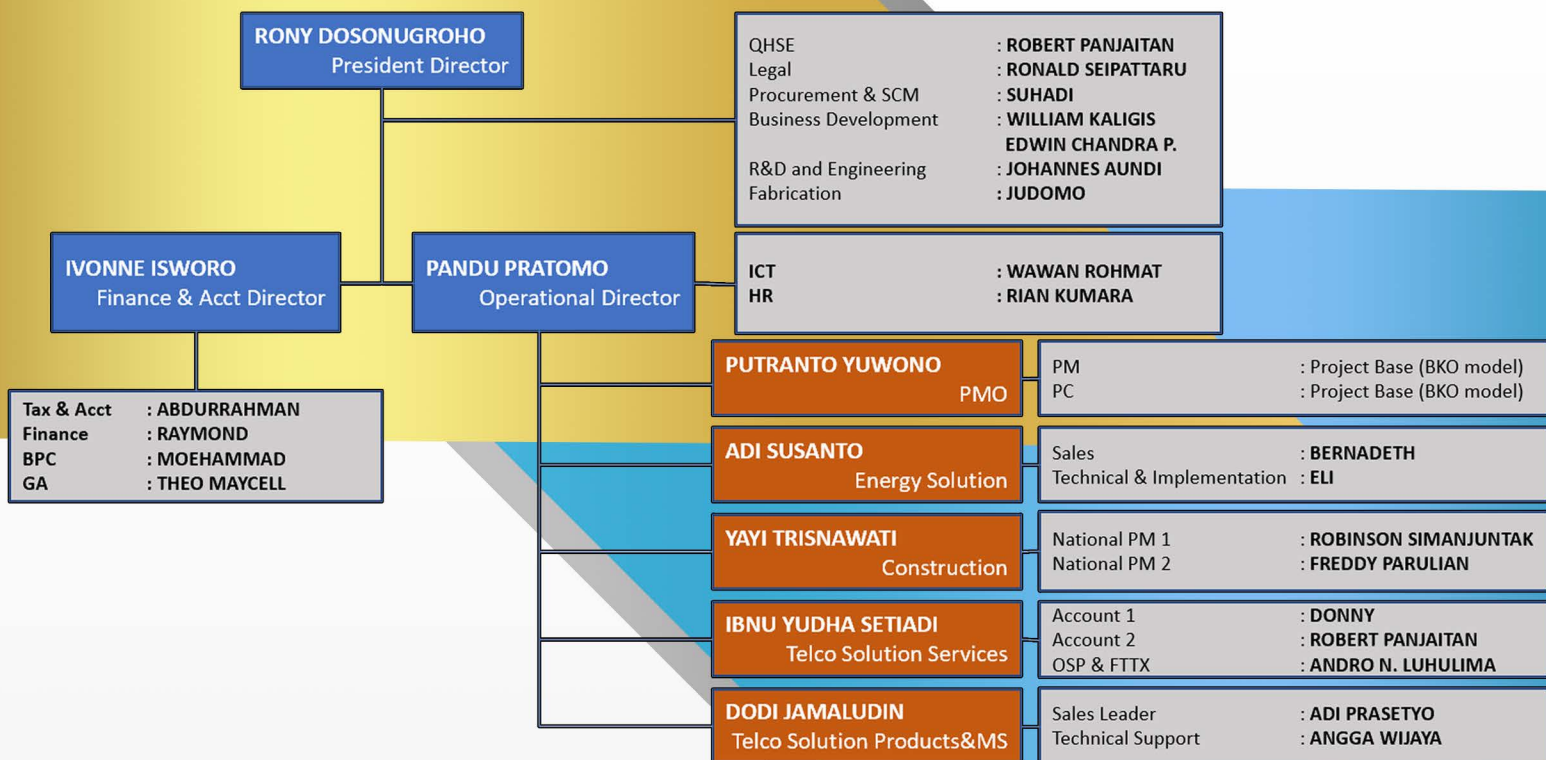 RONY DOSONUGROHO
President Director
QHSE : ROBERT PANJAITAN
Legal : RONALD SEIPATTARU
Procurement & SCM : SUHADI
Business Development : WILLIAM KALIGIS
EDWIN CHANDRA P.
R&D and Engineering : JOHANNES AUNDI
Fabrication : JUDOMO
IVONNE ISWORO
Finance & Acct Director
PANDU PRATOMO
Operational Director
ICT : WAWAN ROHMAT
HR : RIAN KUMARA
Tax & Acct : ABDURRAHMAN
Finance : RAYMOND
BPC : MOEHAMMAD
GA : THEO MAYCELL
PUTRANTO YUWONO
PMO
PM : Project Base (BKO model)
PC : Project Base (BKO model)
ADI SUSANTO
Energy Solution
Sales : BERNADETH
Technical & Implementation : ELI
YAYI TRISNAWATI
Construction
National PM 1 : ROBINSON SIMANJUNTAK
National PM 2 : FREDDY PARULIAN
IBNU YUDHA SETIADI
Telco Solution Services
Account 1 : DONNY
Account 2 : ROBERT PANJAITAN
OSP & FTTX : ANDRO N. LUHULIMA
DODI JAMALUDIN
Telco Solution Products&MS
Sales Leader : ADI PRASETYO
Technical Support : ANGGA WIJAYA